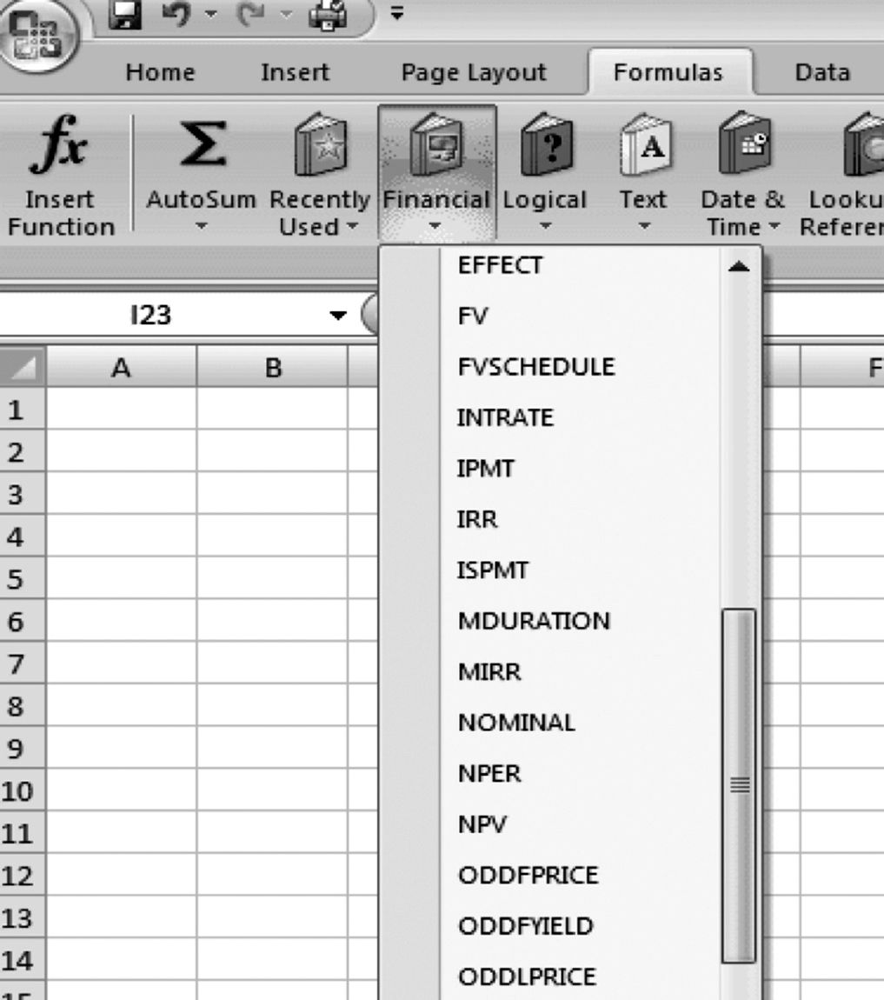 Home Insert Page Layout Formulas Data
fx Σ ? A
Insert AutoSum Recently Financial Logical Text Date &
Function Used Time
I23
A B F
EFFECT
FV
FVSCHEDULE
INTRATE
IPMT
IRR
ISPMT
MDURATION
MIRR
NOMINAL
NPER
NPV
ODDFPRICE
ODDFYIELD
ODDLPRICE
1
2
3
4
5
6
7
8
9
10
11
12
13
14
15